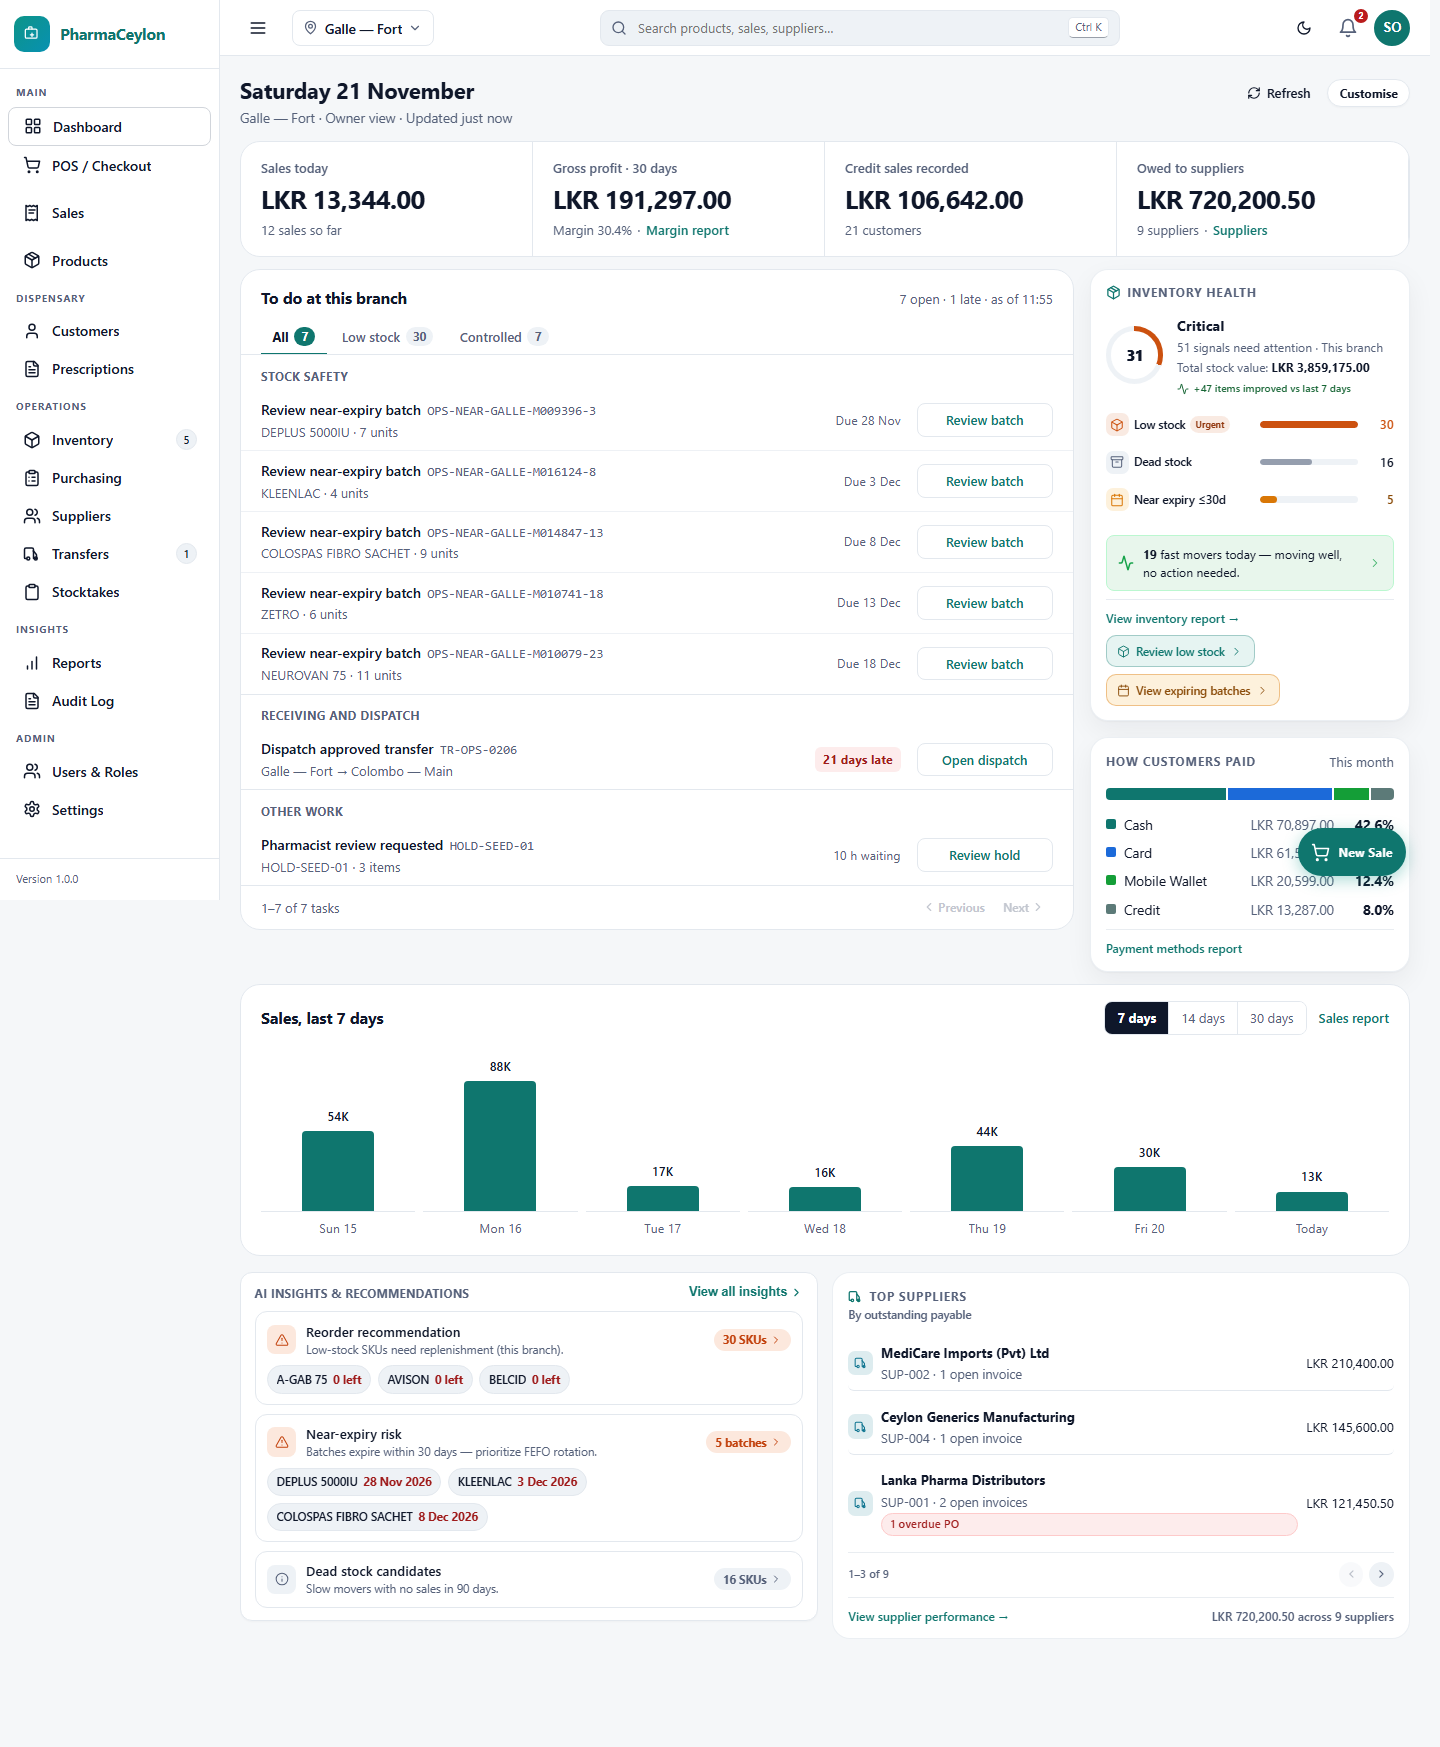 PharmaCeylon
Galle — Fort
Search products, sales, suppliers...
Ctrl K
2
SO
MAIN
Dashboard
POS / Checkout
Sales
Products
DISPENSARY
Customers
Prescriptions
OPERATIONS
Inventory 5
Purchasing
Suppliers
Transfers 1
Stocktakes
INSIGHTS
Reports
Audit Log
ADMIN
Users & Roles
Settings
Version 1.0.0
Saturday 21 November
Galle — Fort · Owner view · Updated just now
Refresh
Customise
Sales today
LKR 13,344.00
12 sales so far
Gross profit · 30 days
LKR 191,297.00
Margin 30.4% · Margin report
Credit sales recorded
LKR 106,642.00
21 customers
Owed to suppliers
LKR 720,200.50
9 suppliers · Suppliers
To do at this branch
7 open · 1 late · as of 11:55
All 7
Low stock 30
Controlled 7
STOCK SAFETY
Review near-expiry batch OPS-NEAR-GALLE-M009396-3
DEPLUS 5000IU · 7 units
Due 28 Nov
Review batch
Review near-expiry batch OPS-NEAR-GALLE-M016124-8
KLEENLAC · 4 units
Due 3 Dec
Review batch
Review near-expiry batch OPS-NEAR-GALLE-M014847-13
COLOSPAS FIBRO SACHET · 9 units
Due 8 Dec
Review batch
Review near-expiry batch OPS-NEAR-GALLE-M010741-18
ZETRO · 6 units
Due 13 Dec
Review batch
Review near-expiry batch OPS-NEAR-GALLE-M010079-23
NEUROVAN 75 · 11 units
Due 18 Dec
Review batch
RECEIVING AND DISPATCH
Dispatch approved transfer TR-OPS-0206
Galle — Fort → Colombo — Main
21 days late
Open dispatch
OTHER WORK
Pharmacist review requested HOLD-SEED-01
HOLD-SEED-01 · 3 items
10 h waiting
Review hold
1–7 of 7 tasks
Previous
Next
INVENTORY HEALTH
31
Critical
51 signals need attention · This branch
Total stock value: LKR 3,859,175.00
+47 items improved vs last 7 days
Low stock Urgent 30
Dead stock 16
Near expiry ≤30d 5
19 fast movers today — moving well,
no action needed.
View inventory report →
Review low stock
View expiring batches
HOW CUSTOMERS PAID
This month
Cash LKR 70,897.00 42.6%
Card LKR 61,5
New Sale
Mobile Wallet LKR 20,599.00 12.4%
Credit LKR 13,287.00 8.0%
Payment methods report
Sales, last 7 days
7 days
14 days
30 days
Sales report
54K
88K
17K
16K
44K
30K
13K
Sun 15
Mon 16
Tue 17
Wed 18
Thu 19
Fri 20
Today
AI INSIGHTS & RECOMMENDATIONS
View all insights
Reorder recommendation
Low-stock SKUs need replenishment (this branch).
30 SKUs
A-GAB 75 0 left
AVISON 0 left
BELCID 0 left
Near-expiry risk
Batches expire within 30 days — prioritize FEFO rotation.
5 batches
DEPLUS 5000IU 28 Nov 2026
KLEENLAC 3 Dec 2026
COLOSPAS FIBRO SACHET 8 Dec 2026
Dead stock candidates
Slow movers with no sales in 90 days.
16 SKUs
TOP SUPPLIERS
By outstanding payable
MediCare Imports (Pvt) Ltd
SUP-002 · 1 open invoice
LKR 210,400.00
Ceylon Generics Manufacturing
SUP-004 · 1 open invoice
LKR 145,600.00
Lanka Pharma Distributors
SUP-001 · 2 open invoices
LKR 121,450.50
1 overdue PO
1–3 of 9
View supplier performance →
LKR 720,200.50 across 9 suppliers